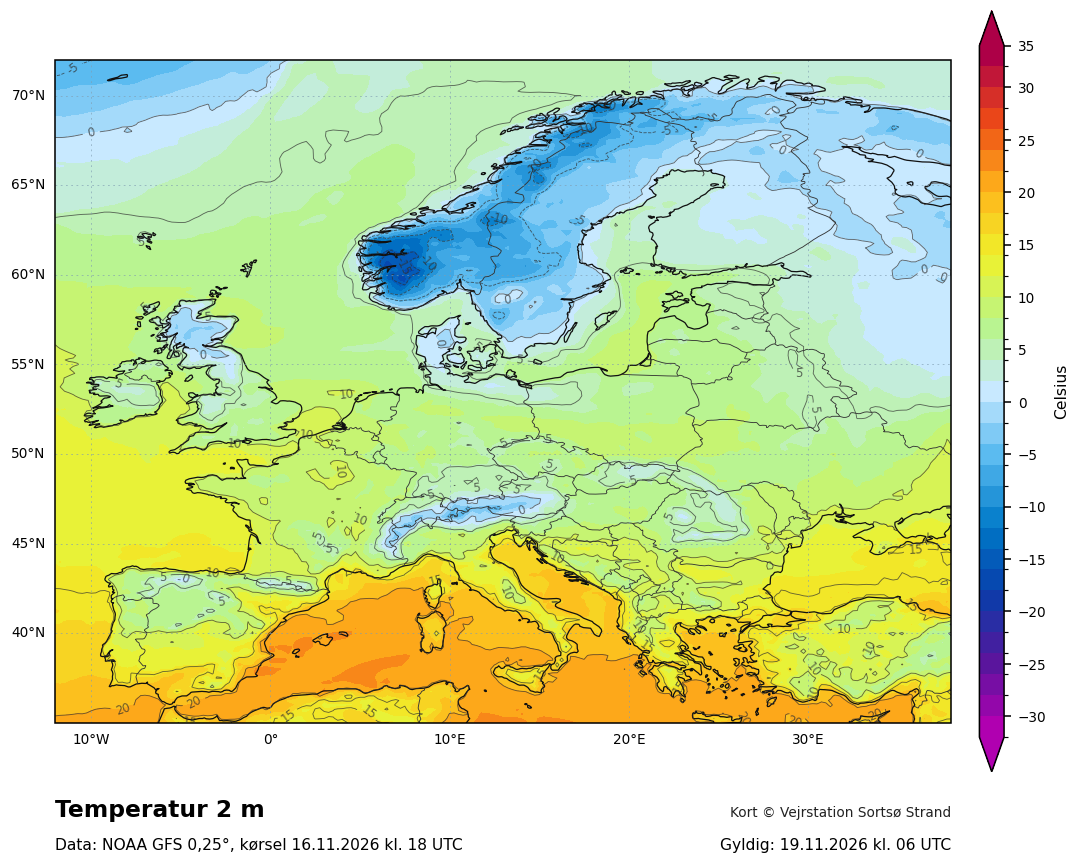 70°N
65°N
60°N
55°N
50°N
45°N
40°N
10°W
0°
10°E
20°E
30°E
35
30
25
20
15
10
5
0
−5
−10
−15
−20
−25
−30
Celsius
Temperatur 2 m
Kort © Vejrstation Sortsø Strand
Data: NOAA GFS 0,25°, kørsel 16.11.2026 kl. 18 UTC
Gyldig: 19.11.2026 kl. 06 UTC